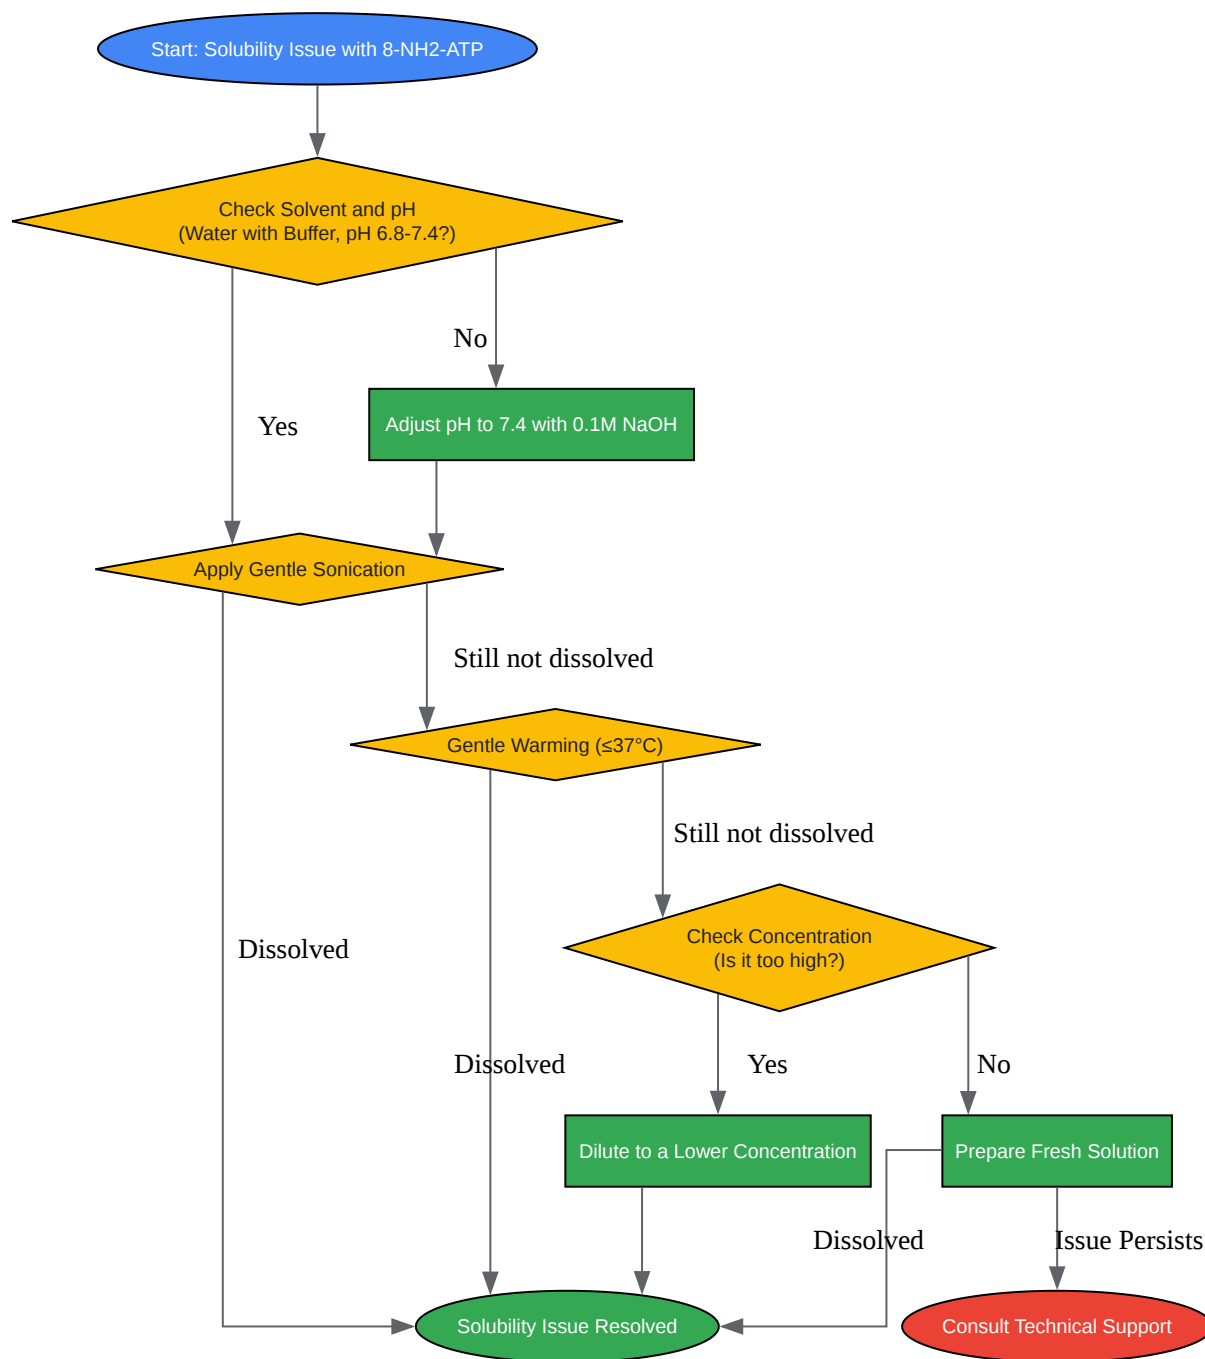 Start: Solubility Issue with 8-NH2-ATP
Check Solvent and pH
(Water with Buffer, pH 6.8-7.4?)
No
Adjust pH to 7.4 with 0.1M NaOH
Yes
Apply Gentle Sonication
Still not dissolved
Gentle Warming (≤37°C)
Still not dissolved
Check Concentration
(Is it too high?)
Dissolved
Dissolved
Yes
No
Dilute to a Lower Concentration
Prepare Fresh Solution
Dissolved
Issue Persists
Solubility Issue Resolved
Consult Technical Support